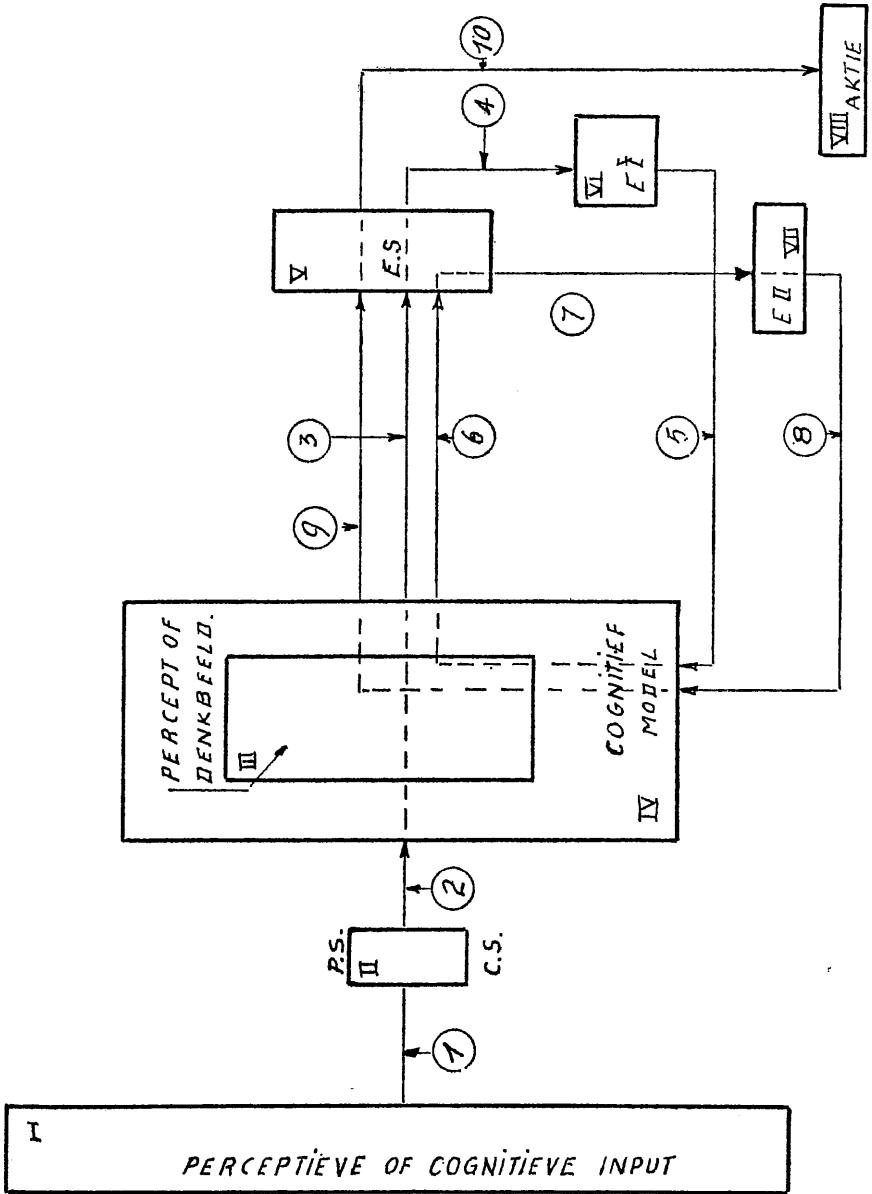 I
PERCEPTIEVE OF COGNITIEVE INPUT
1
P.S.
II
C.S.
2
PERCEPT OF
DENKBEELD.
III
COGNITIEF
MODEL
IV
9
3
6
5
8
V
E.S
7
4
10
VI
E I
E II
VII
VIII
AKTIE